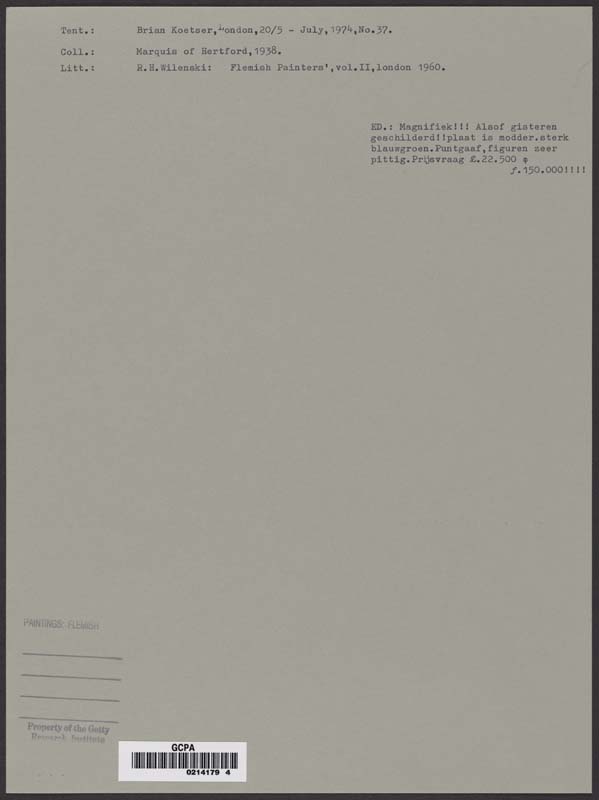 Tent.: Brian Koetser,London,20/5 - July,1974,No.37.
Coll.: Marquis of Hertford,1938.
Litt.: R.H.Wilenski: Flemish Painters',vol.II,london 1960.
ED.: Magnifiek!!! Alsof gisteren
geschilderd!!plaat is modder.sterk
blauwgroen.Puntgaaf,figuren zeer
pittig.Prijsvraag £.22.500
f.150.000!!!!
PAINTINGS: FLEMISH
Property of the Getty
Research Institute
GCPA
0214179 4